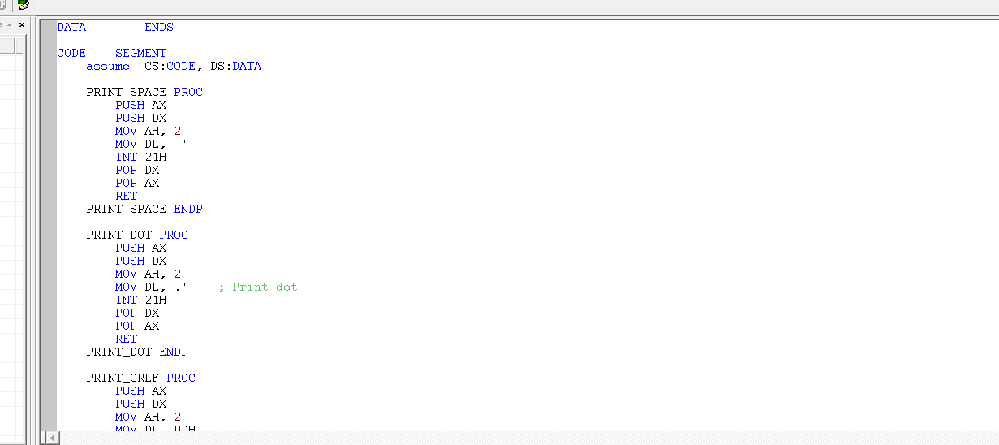 DATA        ENDS
CODE    SEGMENT
    assume  CS:CODE, DS:DATA
    PRINT_SPACE PROC
        PUSH AX
        PUSH DX
        MOV AH, 2
        MOV DL,' '
        INT 21H
        POP DX
        POP AX
        RET
    PRINT_SPACE ENDP
    PRINT_DOT PROC
        PUSH AX
        PUSH DX
        MOV AH, 2
        MOV DL,'.'    ; Print dot
        INT 21H
        POP DX
        POP AX
        RET
    PRINT_DOT ENDP
    PRINT_CRLF PROC
        PUSH AX
        PUSH DX
        MOV AH, 2
        MOV DL, 0DH